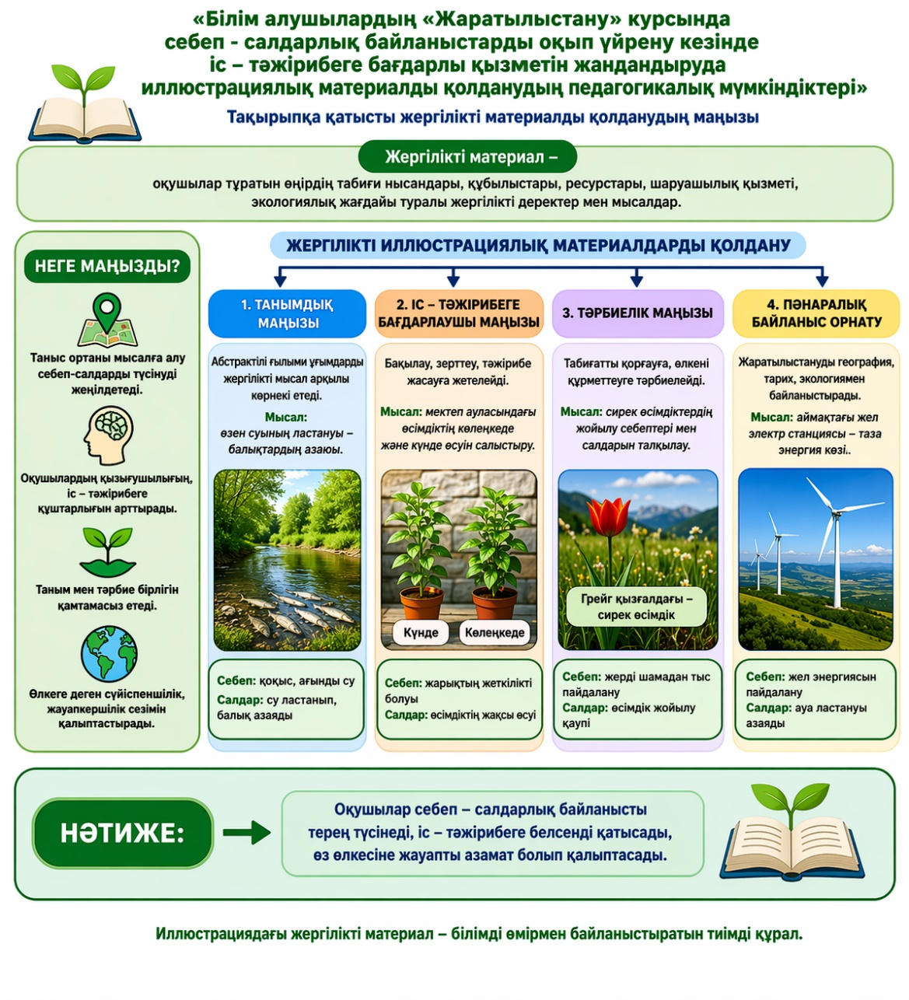 «Білім алушылардың «Жаратылыстану» курсында
себеп - салдарлық байланыстарды оқып үйрену кезінде
іс – тәжірибеге бағдарлы қызметін жандандыруда
иллюстрациялық материалды қолданудың педагогикалық мүмкіндіктері»
Тақырыпқа қатысты жергілікті материалды қолданудың маңызы
Жергілікті материал –
оқушылар тұратын өңірдің табиғи нысандары, құбылыстары, ресурстары, шаруашылық қызметі,
экологиялық жағдайы туралы жергілікті деректер мен мысалдар.
НЕГЕ МАҢЫЗДЫ?
Таныс ортаны мысалға алу
себеп-салдарды түсінуді
жеңілдетеді.
Оқушылардың қызығушылығын,
іс – тәжірибеге
құштарлығын арттырады.
Таным мен тәрбие бірлігін
қамтамасыз етеді.
Өлкеге деген сүйіспеншілік,
жауапкершілік сезімін
қалыптастырады.
ЖЕРГІЛІКТІ ИЛЛЮСТРАЦИЯЛЫҚ МАТЕРИАЛДАРДЫ ҚОЛДАНУ
1. ТАНЫМДЫҚ
МАҢЫЗЫ
Абстрактілі ғылыми ұғымдарды
жергілікті мысал арқылы
көрнекі етеді.
Мысал:
өзен суының ластануы –
балықтардың азаюы.
Себеп: қоқыс, ағынды су
Салдар: су ластанып,
балық азаяды
2. ІС – ТӘЖІРИБЕГЕ
БАҒДАРЛАУШЫ МАҢЫЗЫ
Бақылау, зерттеу, тәжірибе
жасауға жетелейді.
Мысал: мектеп ауласындағы
өсімдіктің көлеңкеде
және күнде өсуін салыстыру.
Күнде
Көлеңкеде
Себеп: жарықтың жеткілікті
болуы
Салдар: өсімдіктің жақсы өсуі
3. ТӘРБИЕЛІК МАҢЫЗЫ
Табиғатты қорғауға, өлкені
құрметтеуге тәрбиелейді.
Мысал: сирек өсімдіктердің
жойылу себептері мен
салдарын талқылау.
Грейг қызғалдағы –
сирек өсімдік
Себеп: жерді шамадан тыс
пайдалану
Салдар: өсімдік жойылу
қаупі
4. ПӘНАРАЛЫҚ
БАЙЛАНЫС ОРНАТУ
Жаратылыстануды география,
тарих, экологиямен
байланыстырады.
Мысал: аймақтағы жел
электр станциясы – таза
энергия көзі..
Себеп: жел энергиясын
пайдалану
Салдар: ауа ластануы
азаяды
НӘТИЖЕ:
Оқушылар себеп – салдарлық байланысты
терең түсінеді, іс – тәжірибеге белсенді қатысады,
өз өлкесіне жауапты азамат болып қалыптасады.
Иллюстрациядағы жергілікті материал – білімді өмірмен байланыстыратын тиімді құрал.